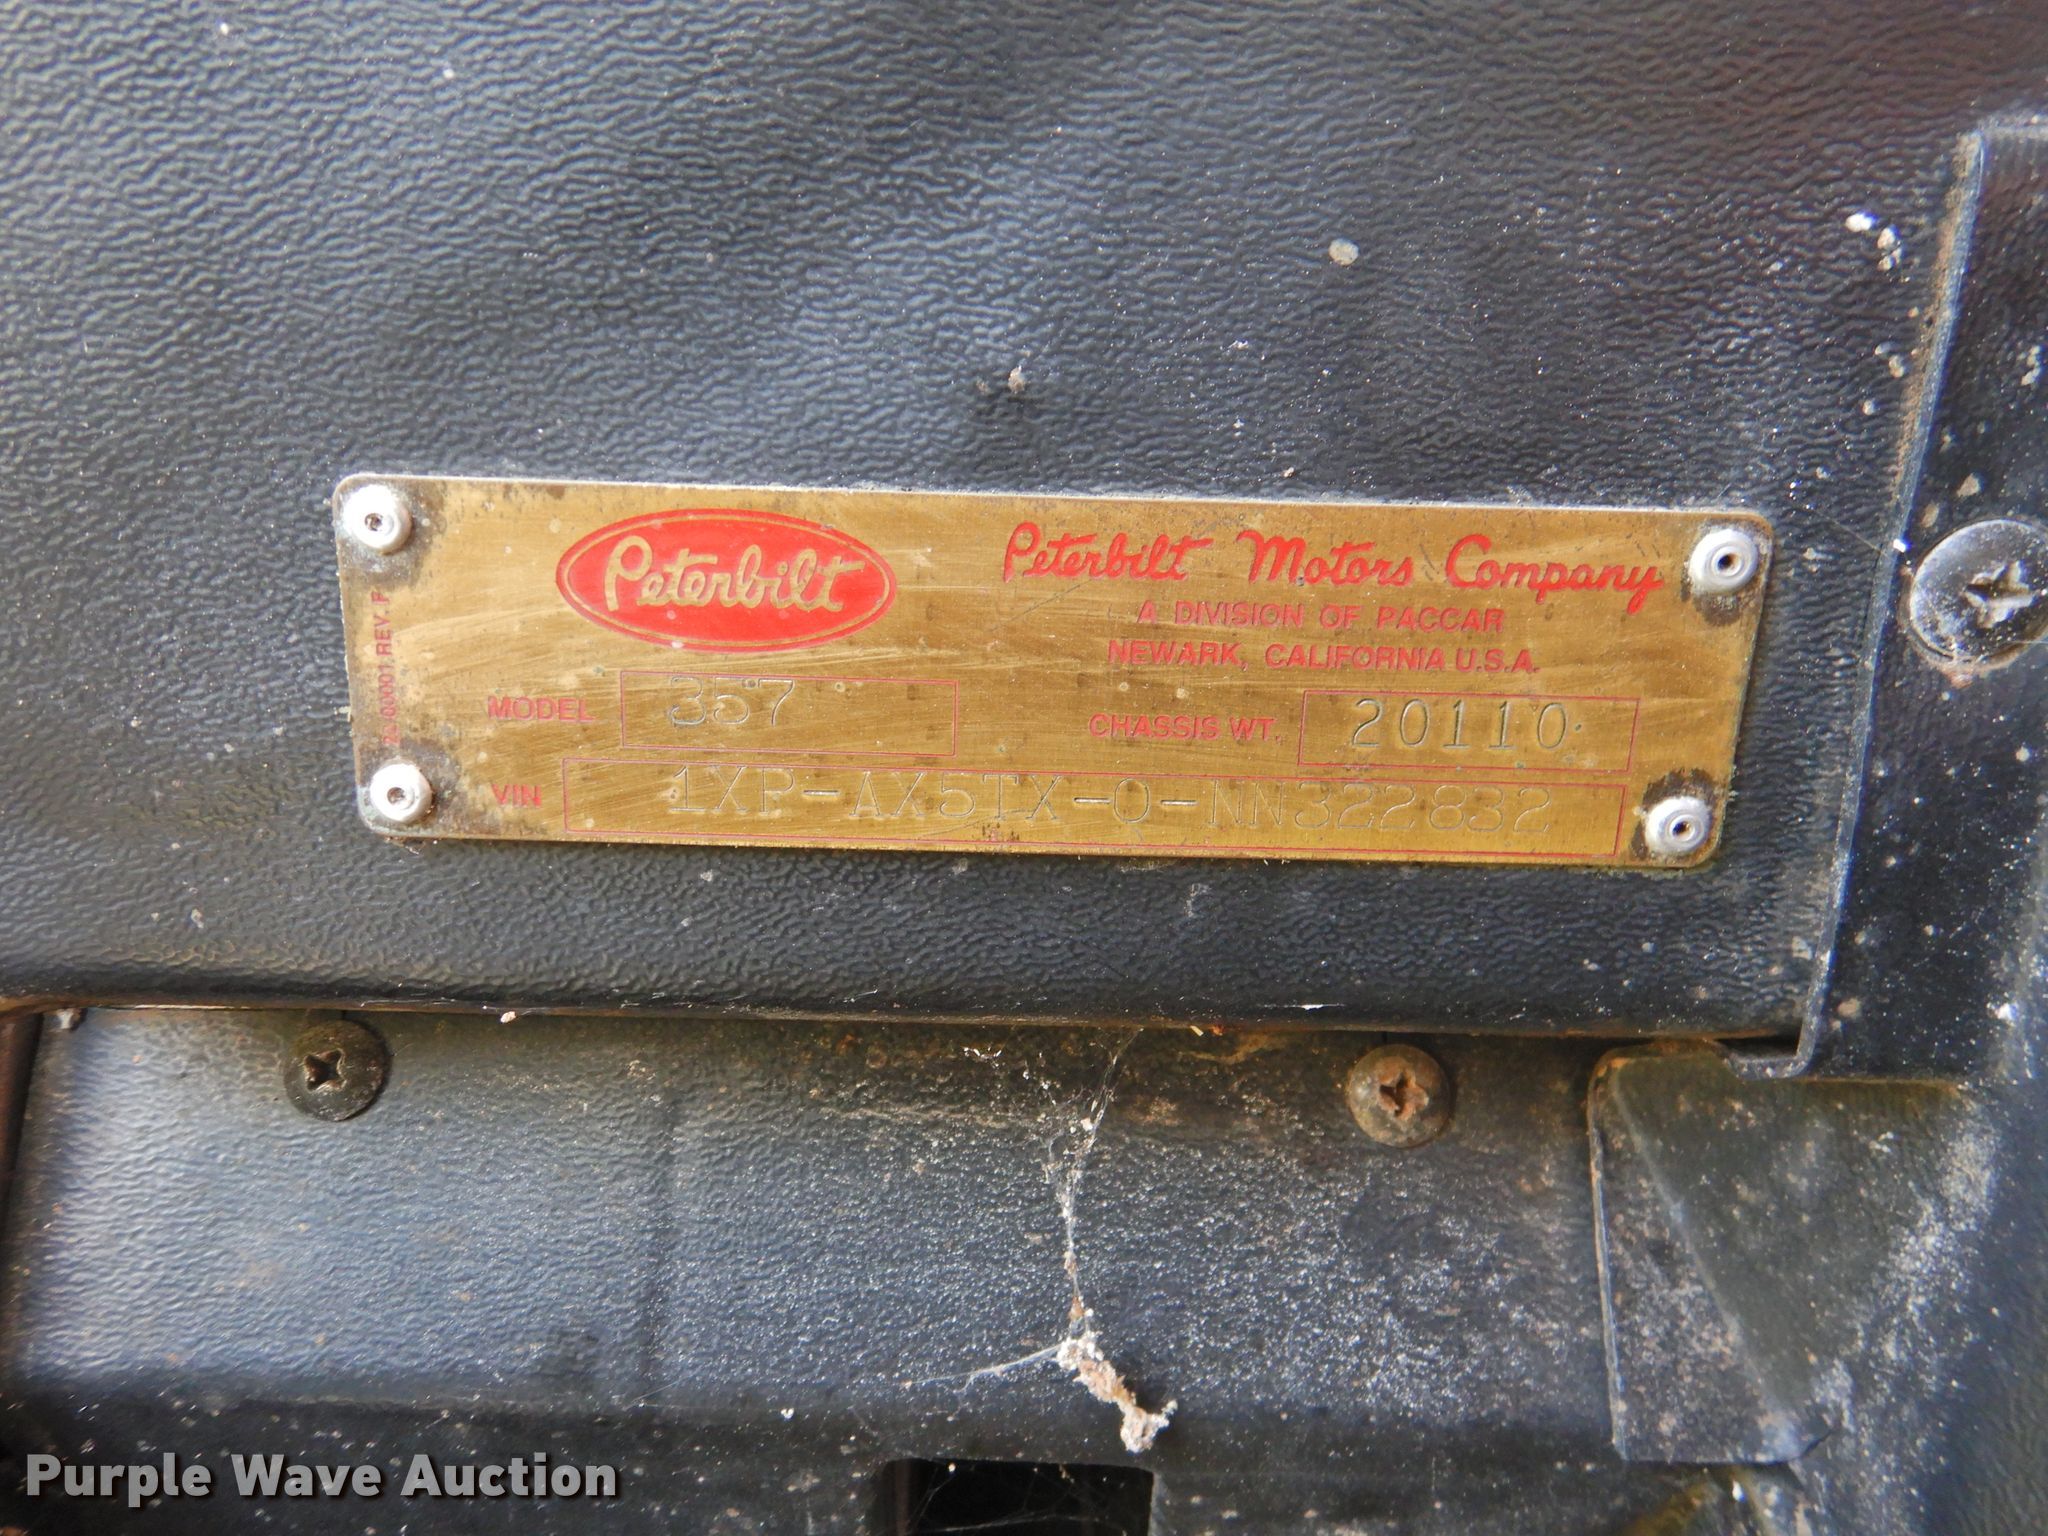 Peterbilt
Peterbilt Motors Company
A DIVISION OF PACCAR
NEWARK, CALIFORNIA U.S.A.
MODEL 357
CHASSIS WT. 20110
VIN 1XP-AX5TX-0-NN322832
REV. F
Purple Wave Auction